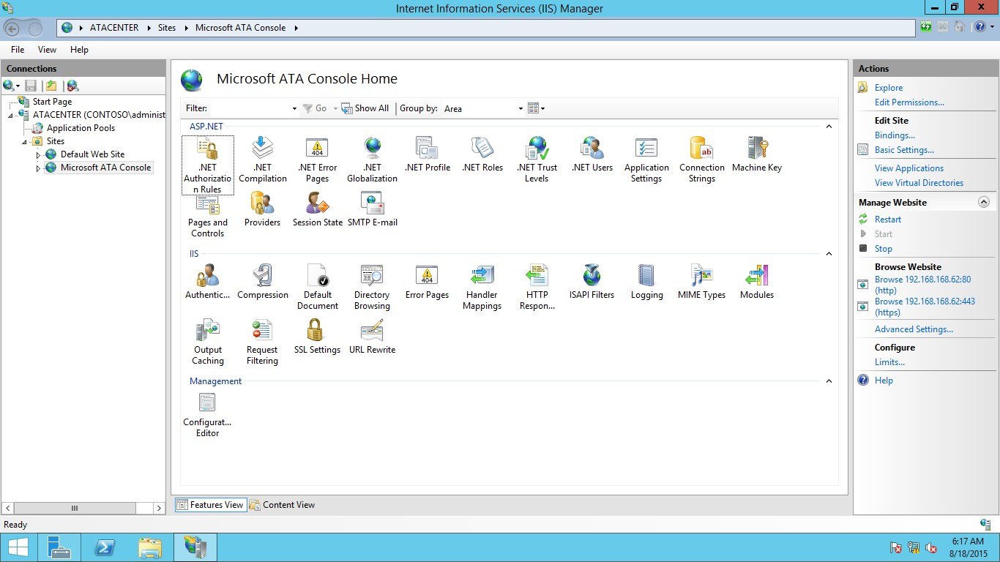 Internet Information Services (IIS) Manager
ATACENTER
Sites
Microsoft ATA Console
File
View
Help
Connections
Start Page
ATACENTER (CONTOSO\administ
Application Pools
Sites
Default Web Site
Microsoft ATA Console
Microsoft ATA Console Home
Filter:
Go
Show All
Group by:
Area
ASP.NET
.NET
Authorizatio
n Rules
.NET
Compilation
.NET Error
Pages
.NET
Globalization
.NET Profile
.NET Roles
.NET Trust
Levels
.NET Users
Application
Settings
Connection
Strings
Machine Key
Pages and
Controls
Providers
Session State
SMTP E-mail
IIS
Authentic...
Compression
Default
Document
Directory
Browsing
Error Pages
Handler
Mappings
HTTP
Respon...
ISAPI Filters
Logging
MIME Types
Modules
Output
Caching
Request
Filtering
SSL Settings
URL Rewrite
Management
Configurat...
Editor
Features View
Content View
Actions
Explore
Edit Permissions...
Edit Site
Bindings...
Basic Settings...
View Applications
View Virtual Directories
Manage Website
Restart
Start
Stop
Browse Website
Browse 192.168.168.62:80
(http)
Browse 192.168.168.62:443
(https)
Advanced Settings...
Configure
Limits...
Help
Ready
6:17 AM
8/18/2015